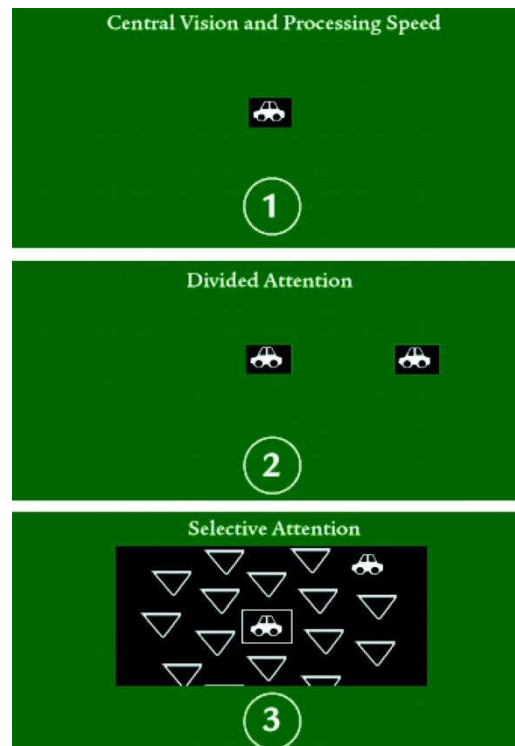 Central Vision and Processing Speed
1
Divided Attention
2
Selective Attention
3